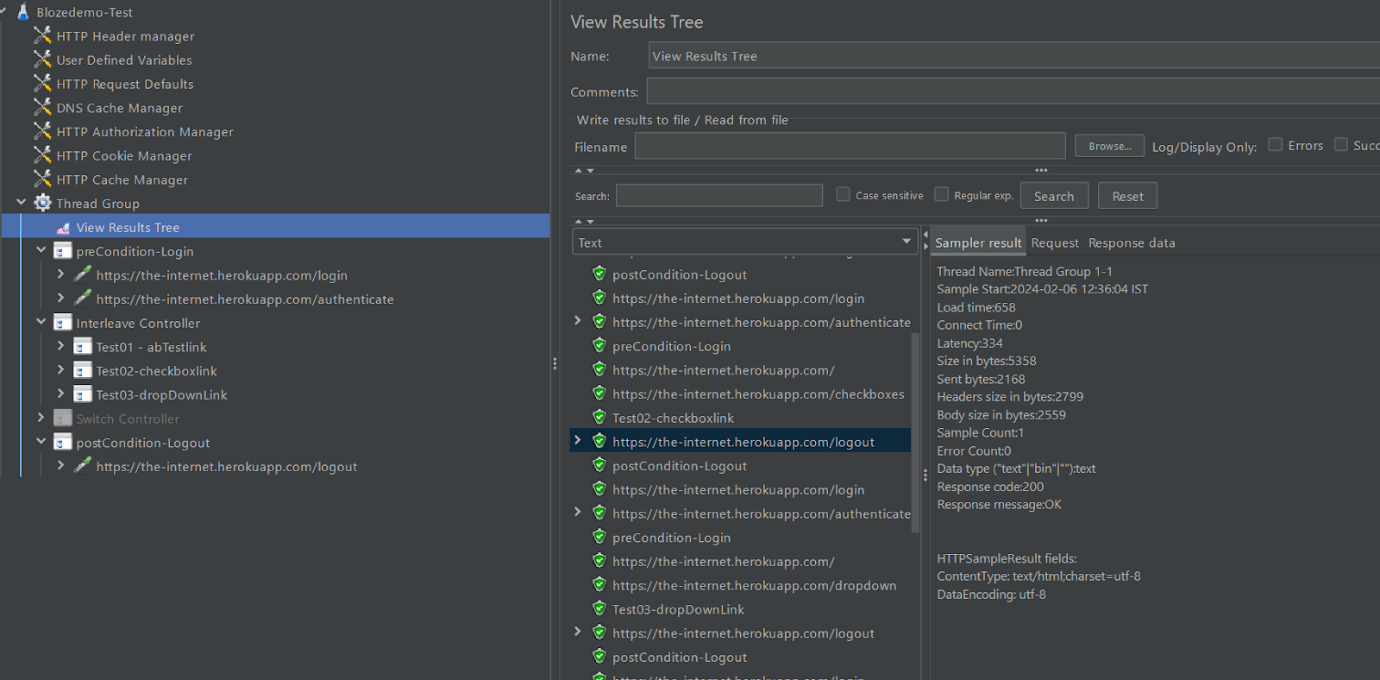 Blozedemo-Test
HTTP Header manager
User Defined Variables
HTTP Request Defaults
DNS Cache Manager
HTTP Authorization Manager
HTTP Cookie Manager
HTTP Cache Manager
Thread Group
View Results Tree
preCondition-Login
https://the-internet.herokuapp.com/login
https://the-internet.herokuapp.com/authenticate
Interleave Controller
Test01 - abTestlink
Test02-checkboxlink
Test03-dropDownLink
Switch Controller
postCondition-Logout
https://the-internet.herokuapp.com/logout
View Results Tree
Name: View Results Tree
Comments:
Write results to file / Read from file
Filename Browse... Log/Display Only: Errors Succ
Search: Case sensitive Regular exp. Search Reset
Text
postCondition-Logout
https://the-internet.herokuapp.com/login
https://the-internet.herokuapp.com/authenticate
preCondition-Login
https://the-internet.herokuapp.com/
https://the-internet.herokuapp.com/checkboxes
Test02-checkboxlink
https://the-internet.herokuapp.com/logout
postCondition-Logout
https://the-internet.herokuapp.com/login
https://the-internet.herokuapp.com/authenticate
preCondition-Login
https://the-internet.herokuapp.com/
https://the-internet.herokuapp.com/dropdown
Test03-dropDownLink
https://the-internet.herokuapp.com/logout
postCondition-Logout
Sampler result Request Response data
Thread Name:Thread Group 1-1
Sample Start:2024-02-06 12:36:04 IST
Load time:658
Connect Time:0
Latency:334
Size in bytes:5358
Sent bytes:2168
Headers size in bytes:2799
Body size in bytes:2559
Sample Count:1
Error Count:0
Data type ("text"|"bin"|""):text
Response code:200
Response message:OK
HTTPSampleResult fields:
ContentType: text/html;charset=utf-8
DataEncoding: utf-8